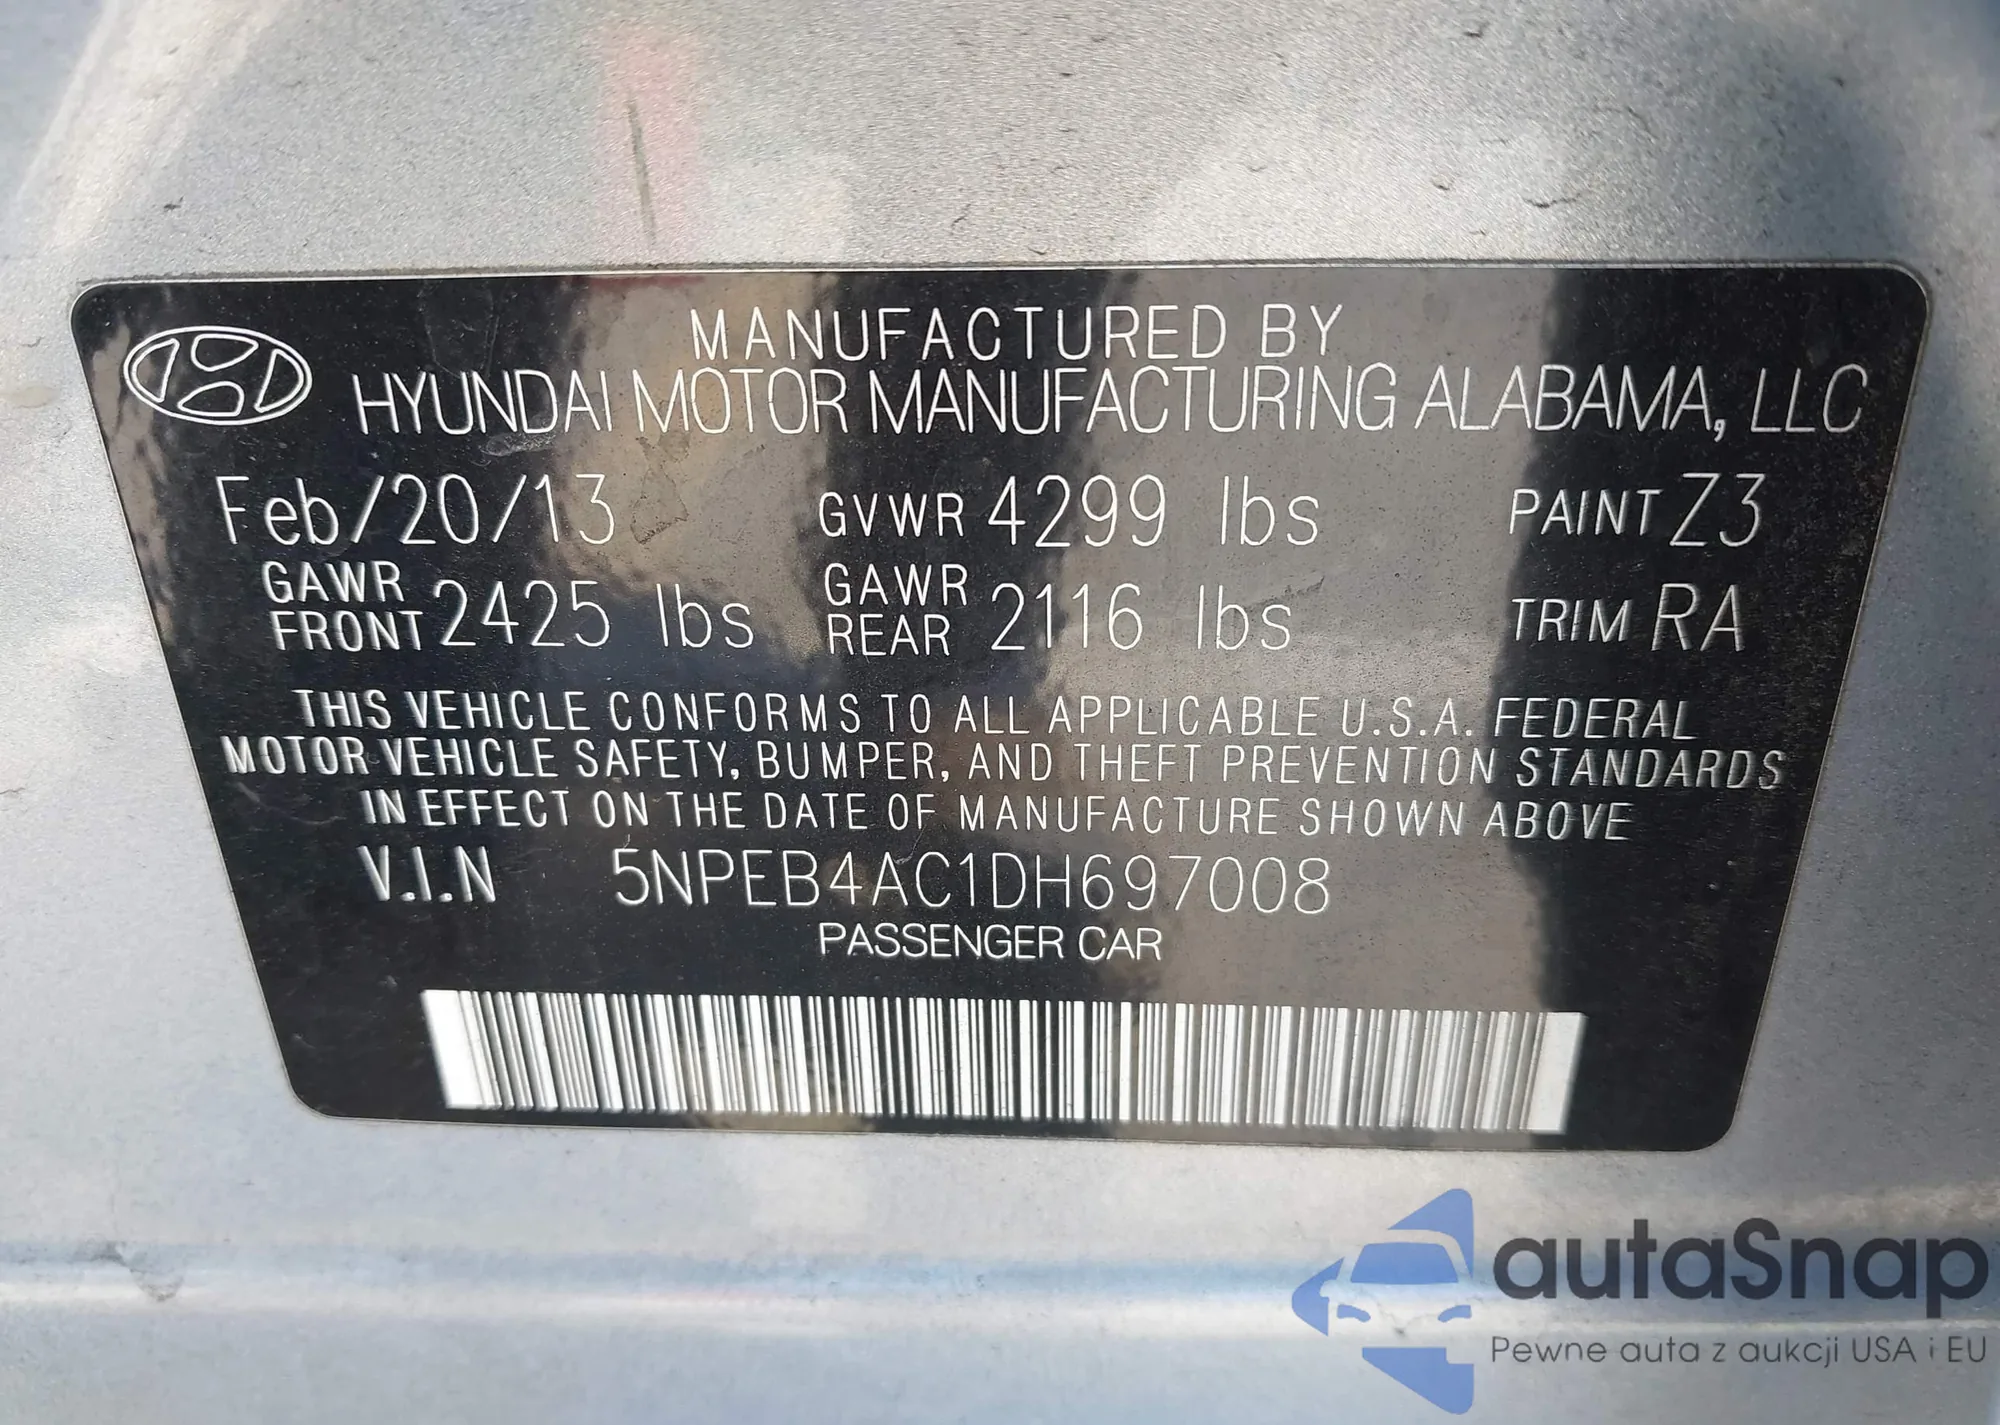 MANUFACTURED BY
HYUNDAI MOTOR MANUFACTURING ALABAMA, LLC
Feb/20/13 GVWR 4299 lbs PAINT Z3
GAWR FRONT 2425 lbs GAWR REAR 2116 lbs TRIM RA
THIS VEHICLE CONFORMS TO ALL APPLICABLE U.S.A. FEDERAL
MOTOR VEHICLE SAFETY, BUMPER, AND THEFT PREVENTION STANDARDS
IN EFFECT ON THE DATE OF MANUFACTURE SHOWN ABOVE
V.I.N 5NPEB4AC1DH697008
PASSENGER CAR
autaSnap
Pewne auta z aukcji USA i EU